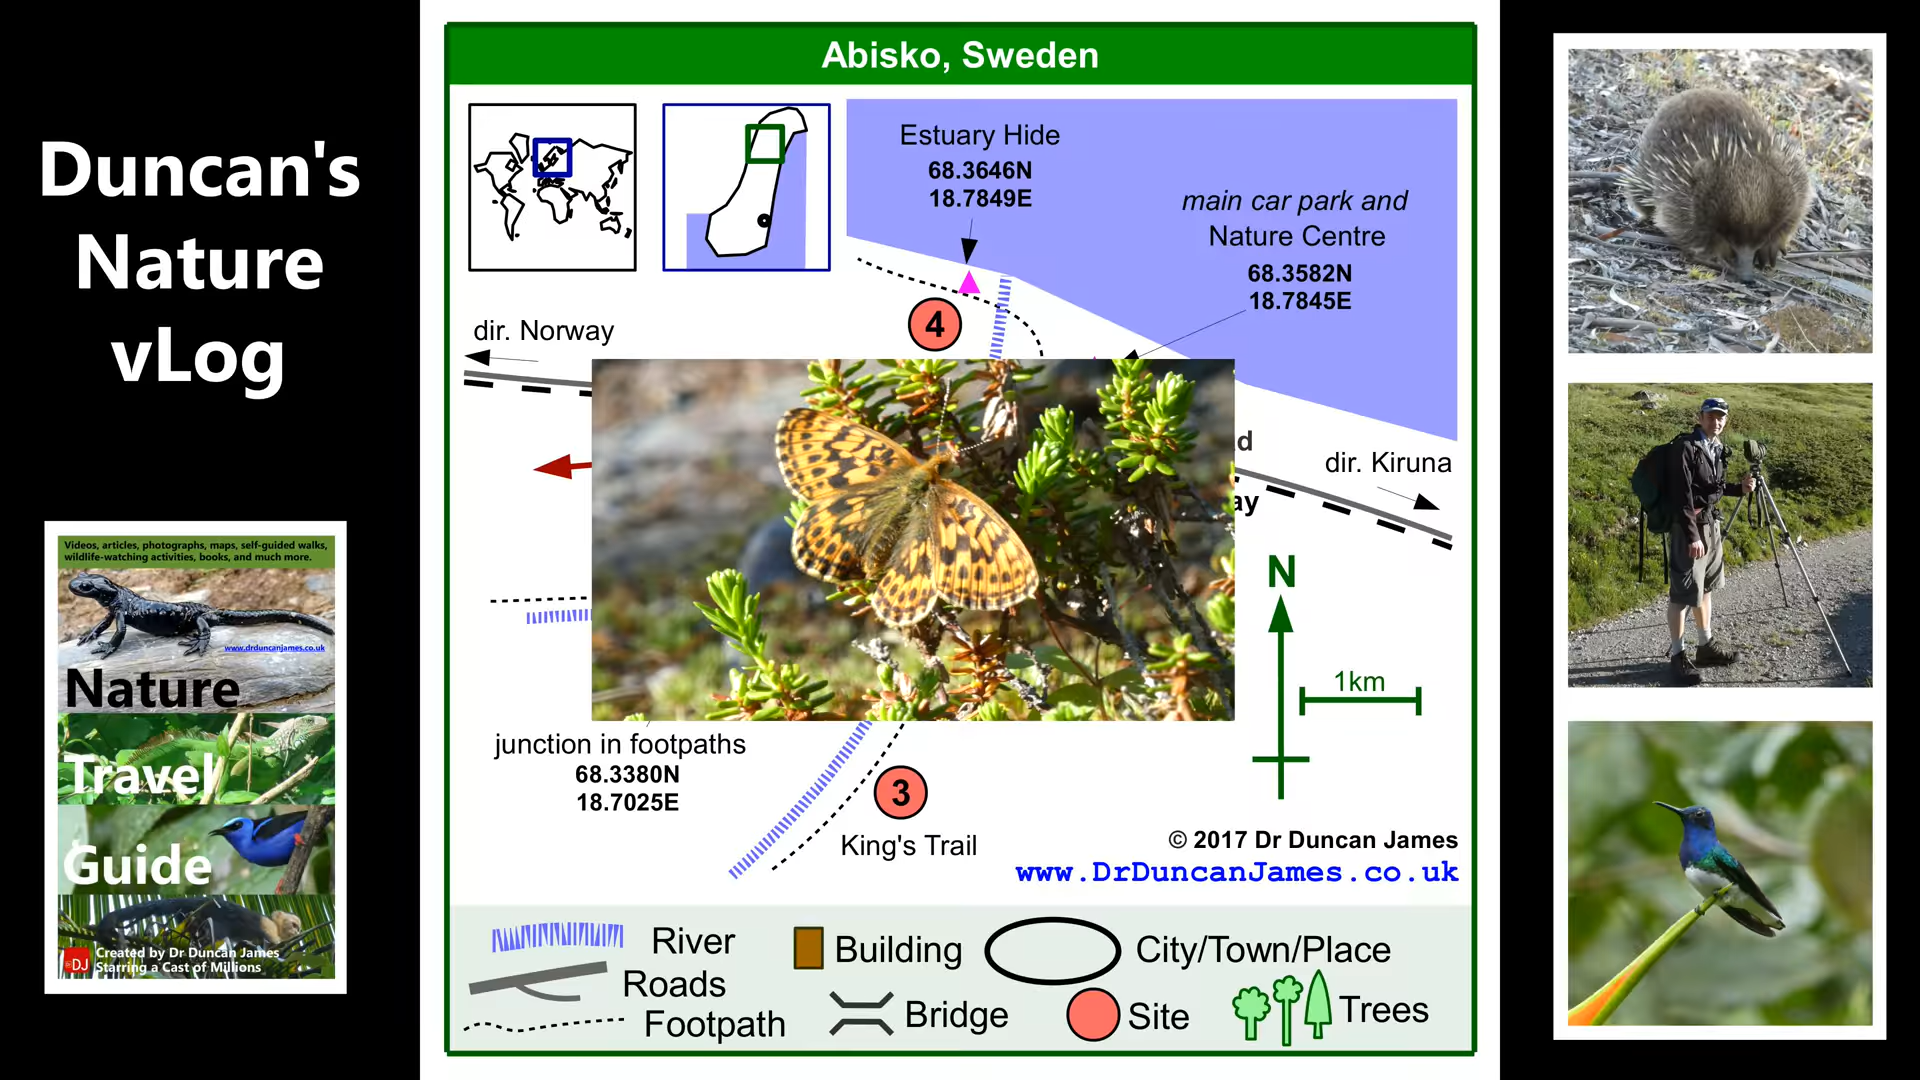 Duncan's
Nature
vLog
Videos, articles, photographs, maps, self-guided walks,
wildlife-watching activities, books, and much more.
www.drduncanjames.co.uk
Nature
Travel
Guide
@DJ
Created by Dr Duncan James
Starring a Cast of Millions
Abisko, Sweden
Estuary Hide
68.3646N
18.7849E
main car park and
Nature Centre
68.3582N
18.7845E
4
dir. Norway
d
dir. Kiruna
ay
N
1km
junction in footpaths
68.3380N
18.7025E
3
King's Trail
© 2017 Dr Duncan James
www.DrDuncanJames.co.uk
River
Building
City/Town/Place
Roads
Footpath
Bridge
Site
Trees